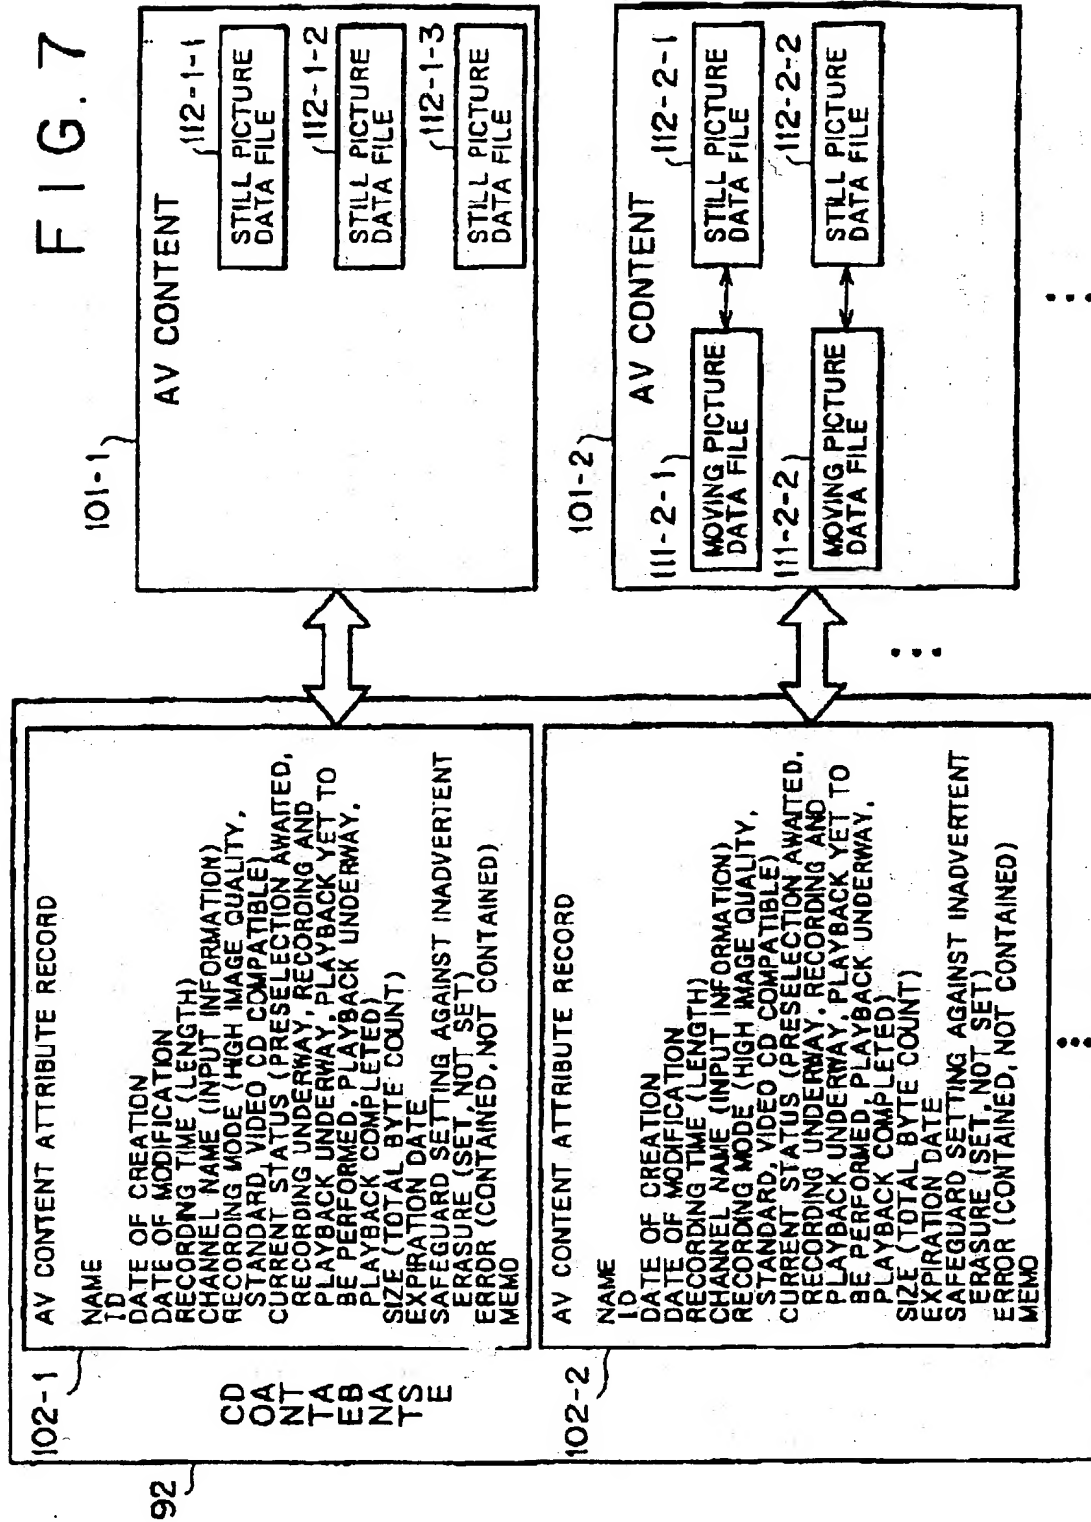 FIG. 7
92
CD
OA
NT
TA
EB
NA
TS
E
102-1
AV CONTENT ATTRIBUTE RECORD
NAME
ID
DATE OF CREATION
DATE OF MODIFICATION
RECORDING TIME (LENGTH)
CHANNEL NAME (INPUT INFORMATION)
RECORDING MODE (HIGH IMAGE QUALITY,
STANDARD, VIDEO CD COMPATIBLE)
CURRENT STATUS (PRESELECTION AWAITED,
RECORDING UNDERWAY, RECORDING AND
PLAYBACK UNDERWAY, PLAYBACK YET TO
BE PERFORMED, PLAYBACK UNDERWAY,
PLAYBACK COMPLETED)
SIZE (TOTAL BYTE COUNT)
EXPIRATION DATE
SAFEGUARD SETTING AGAINST INADVERTENT
ERASURE (SET, NOT SET)
ERROR (CONTAINED, NOT CONTAINED)
MEMO
101-1
AV CONTENT
112-1-1
STILL PICTURE
DATA FILE
112-1-2
STILL PICTURE
DATA FILE
112-1-3
STILL PICTURE
DATA FILE
102-2
AV CONTENT ATTRIBUTE RECORD
NAME
ID
DATE OF CREATION
DATE OF MODIFICATION
RECORDING TIME (LENGTH)
CHANNEL NAME (INPUT INFORMATION)
RECORDING MODE (HIGH IMAGE QUALITY,
STANDARD, VIDEO CD COMPATIBLE)
CURRENT STATUS (PRESELECTION AWAITED,
RECORDING UNDERWAY, RECORDING AND
PLAYBACK UNDERWAY, PLAYBACK YET TO
BE PERFORMED, PLAYBACK UNDERWAY,
PLAYBACK COMPLETED)
SIZE (TOTAL BYTE COUNT)
EXPIRATION DATE
SAFEGUARD SETTING AGAINST INADVERTENT
ERASURE (SET, NOT SET)
ERROR (CONTAINED, NOT CONTAINED)
MEMO
101-2
AV CONTENT
111-2-1
MOVING PICTURE
DATA FILE
112-2-1
STILL PICTURE
DATA FILE
111-2-2
MOVING PICTURE
DATA FILE
112-2-2
STILL PICTURE
DATA FILE